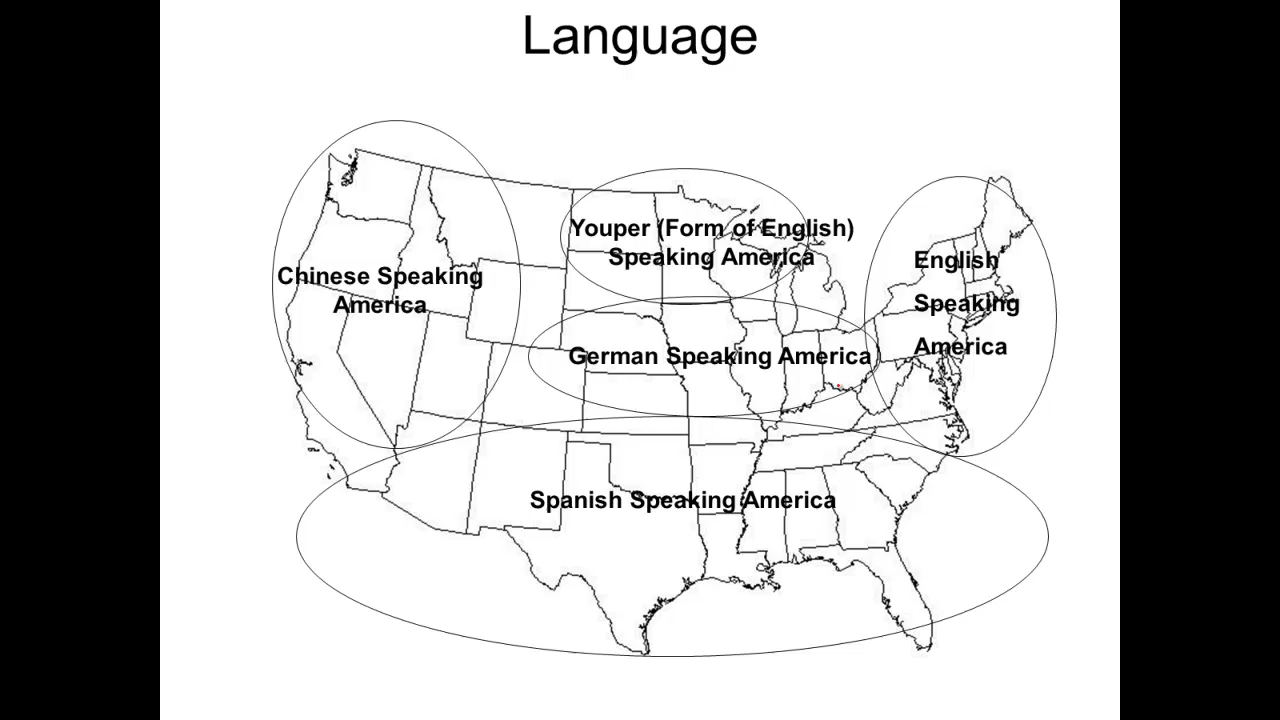 Language
Youper (Form of English)
Speaking America
English
Speaking
America
Chinese Speaking
America
German Speaking America
Spanish Speaking America